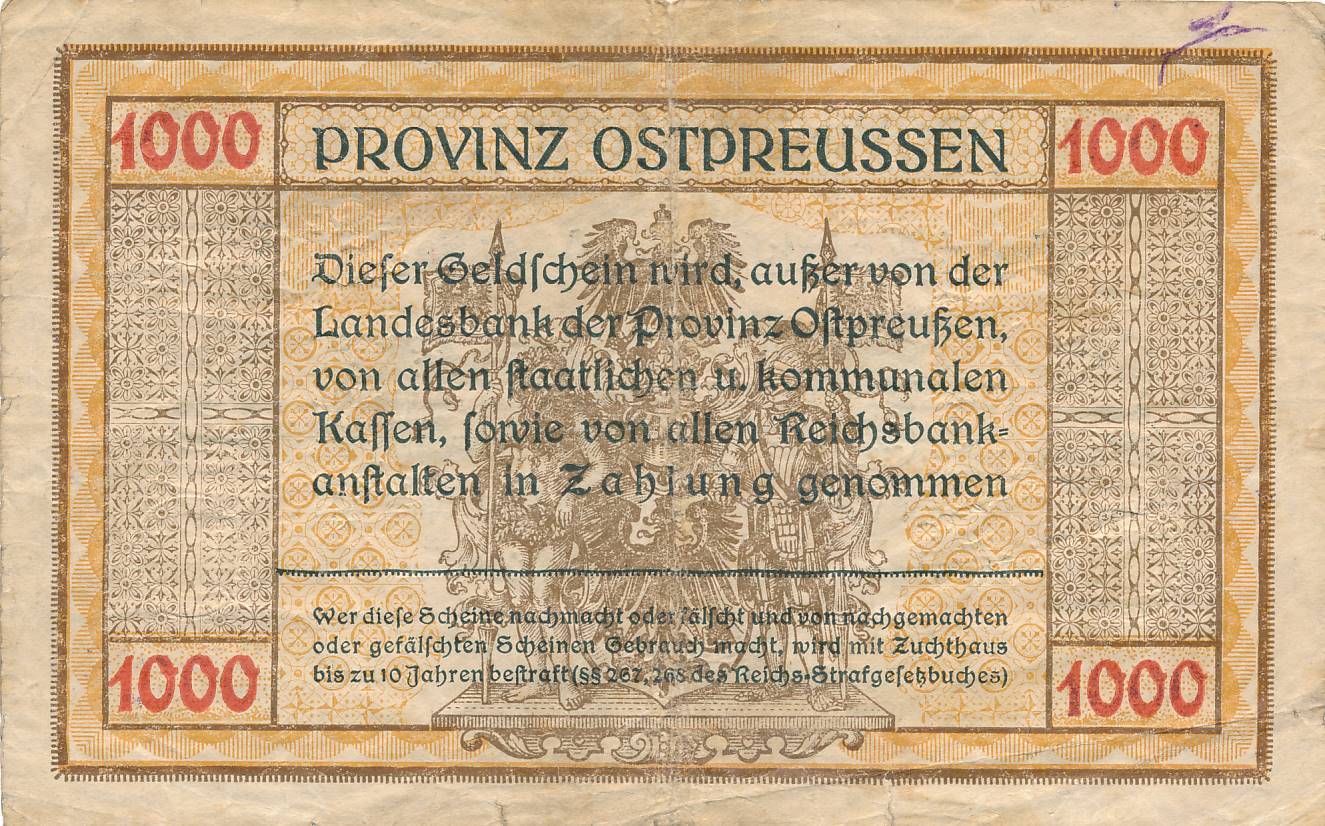 1000 PROVINZ OSTPREUSSEN 1000
Dieſer Geldſchein wird, außer von der
Landesbank der Provinz Oſtpreußen,
von allen ſtaatlichen u. kommunalen
Kaſſen, ſowie von allen Reichsbank-
anſtalten in Zahlung genommen
Wer dieſe Scheine nachmacht oder fälſcht und von nachgemachten
oder gefälſchten Scheinen Gebrauch macht, wird mit Zuchthaus
bis zu 10 Jahren beſtraft (§§ 267, 268 des Reichs-Strafgeſetzbuches)
1000 1000